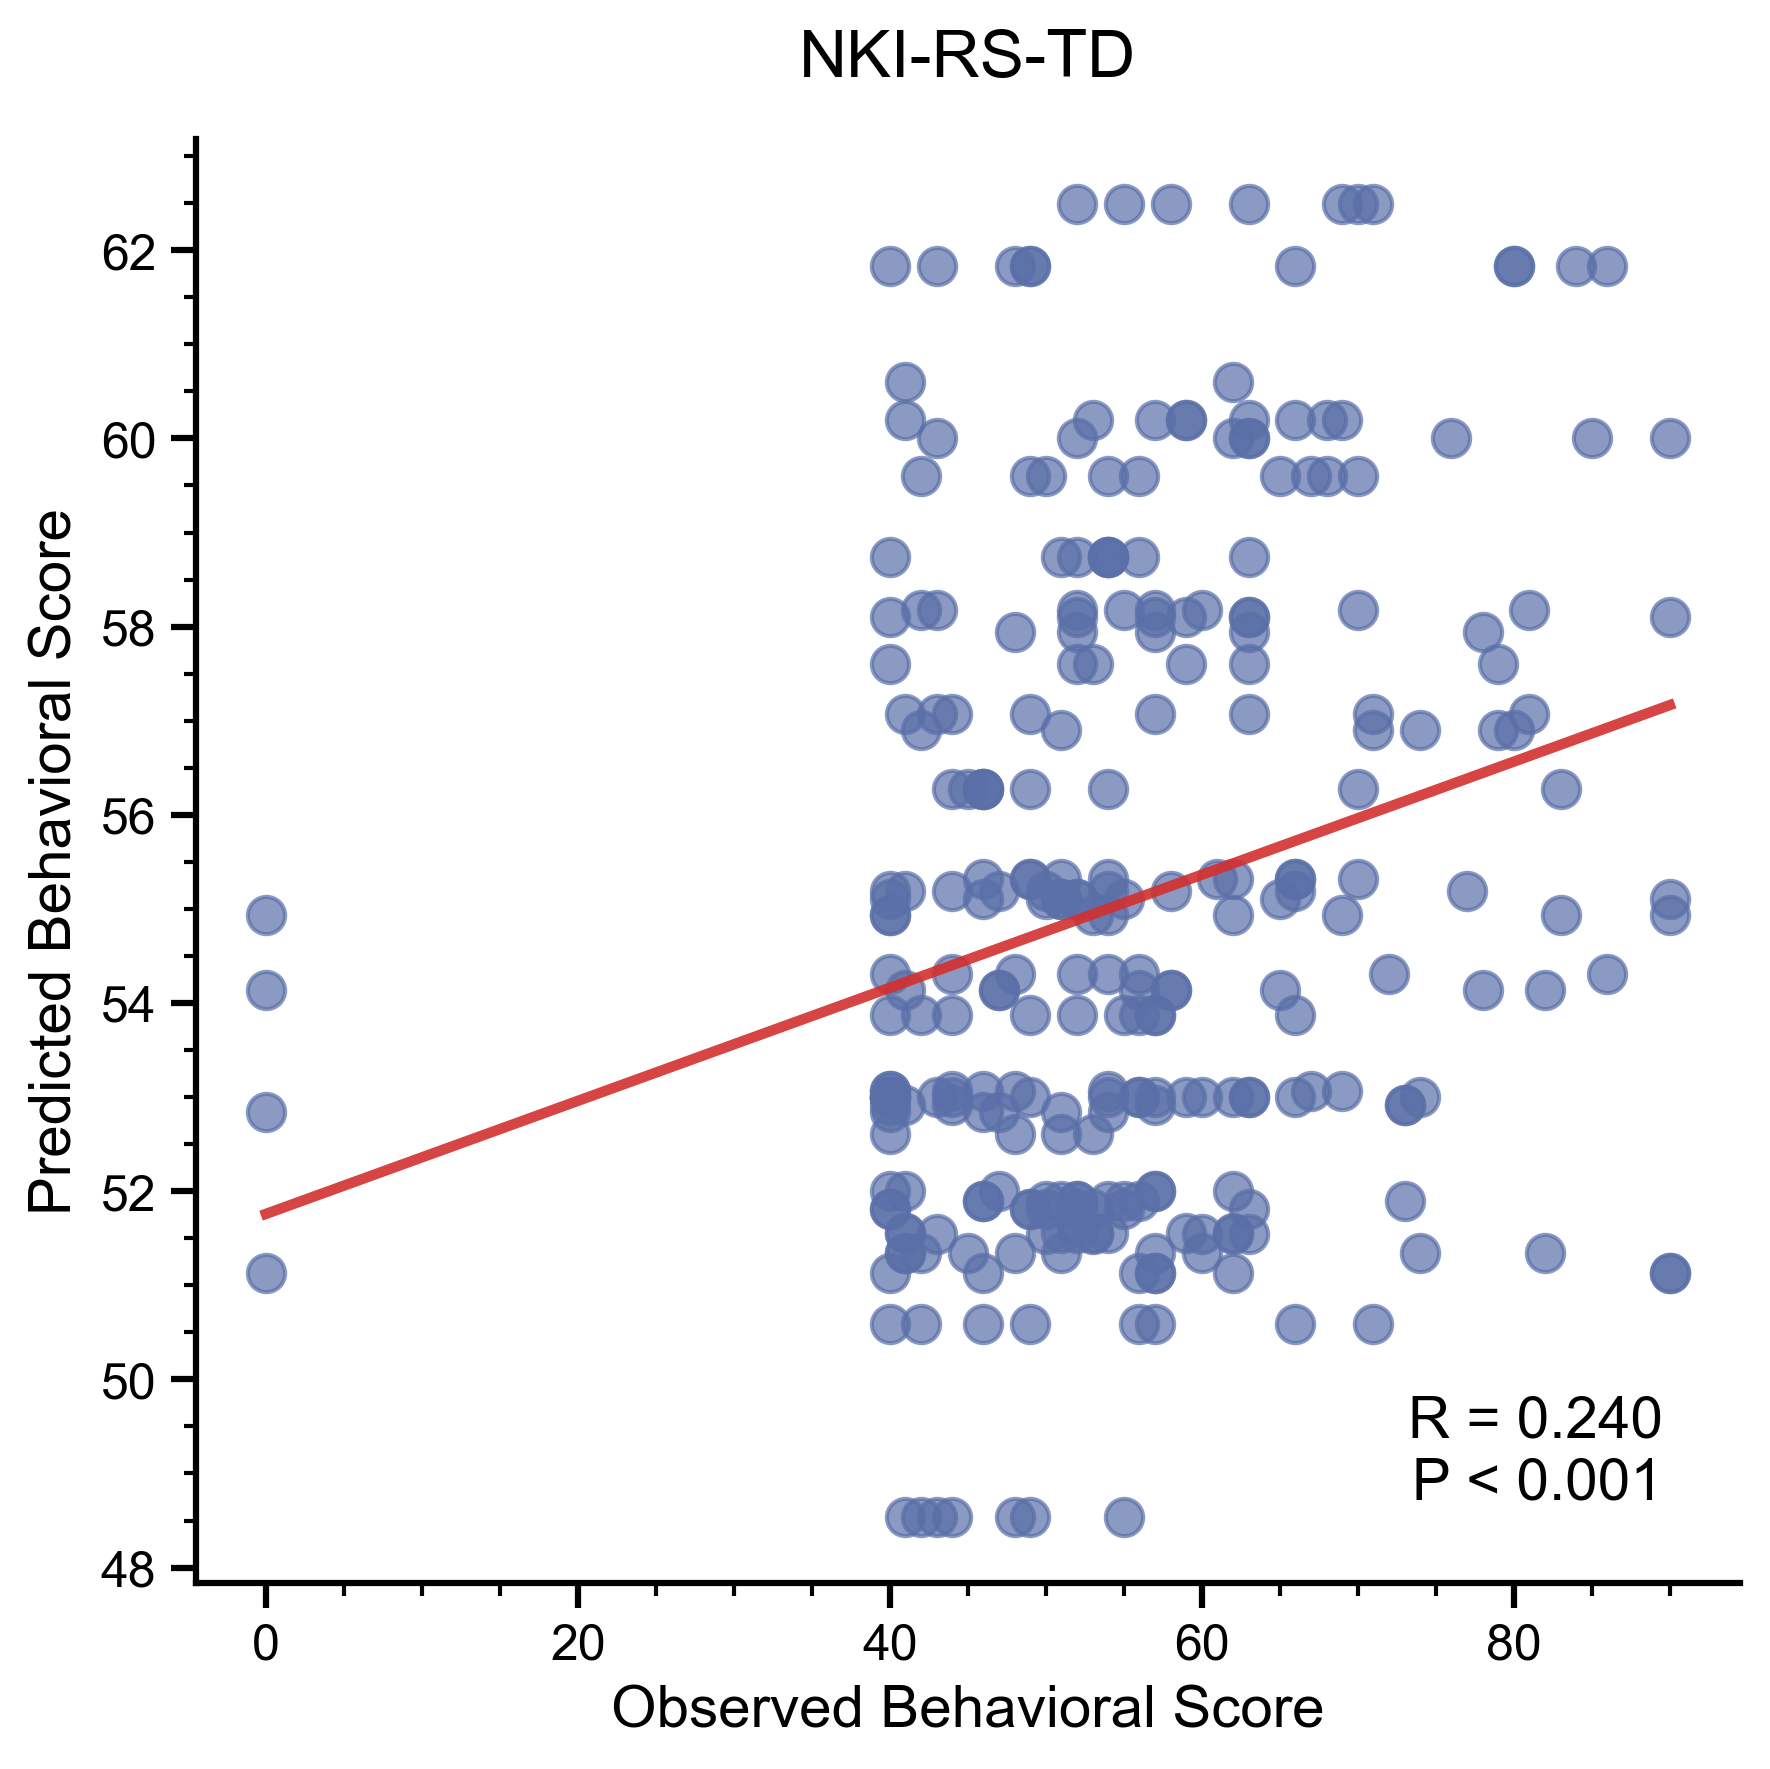 NKI-RS-TD
Predicted Behavioral Score
62
60
58
56
54
52
50
48
R = 0.240
P < 0.001
0 20 40 60 80
Observed Behavioral Score